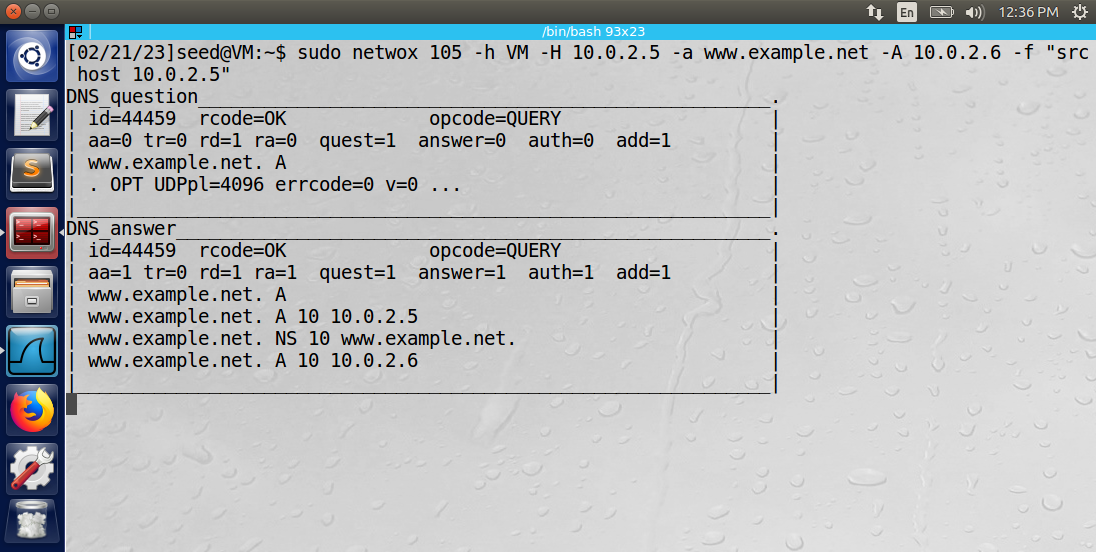 En 12:36 PM
/bin/bash 93x23
[02/21/23]seed@VM:~$ sudo netwox 105 -h VM -H 10.0.2.5 -a www.example.net -A 10.0.2.6 -f "src
 host 10.0.2.5"
DNS_question____________________________________________________.
| id=44459  rcode=OK             opcode=QUERY                   |
| aa=0 tr=0 rd=1 ra=0  quest=1  answer=0  auth=0  add=1         |
| www.example.net. A                                            |
| . OPT UDPpl=4096 errcode=0 v=0 ...                            |
|_______________________________________________________________|
DNS_answer______________________________________________________.
| id=44459  rcode=OK             opcode=QUERY                   |
| aa=1 tr=0 rd=1 ra=1  quest=1  answer=1  auth=1  add=1         |
| www.example.net. A                                            |
| www.example.net. A 10 10.0.2.5                                |
| www.example.net. NS 10 www.example.net.                       |
| www.example.net. A 10 10.0.2.6                                |
|_______________________________________________________________|